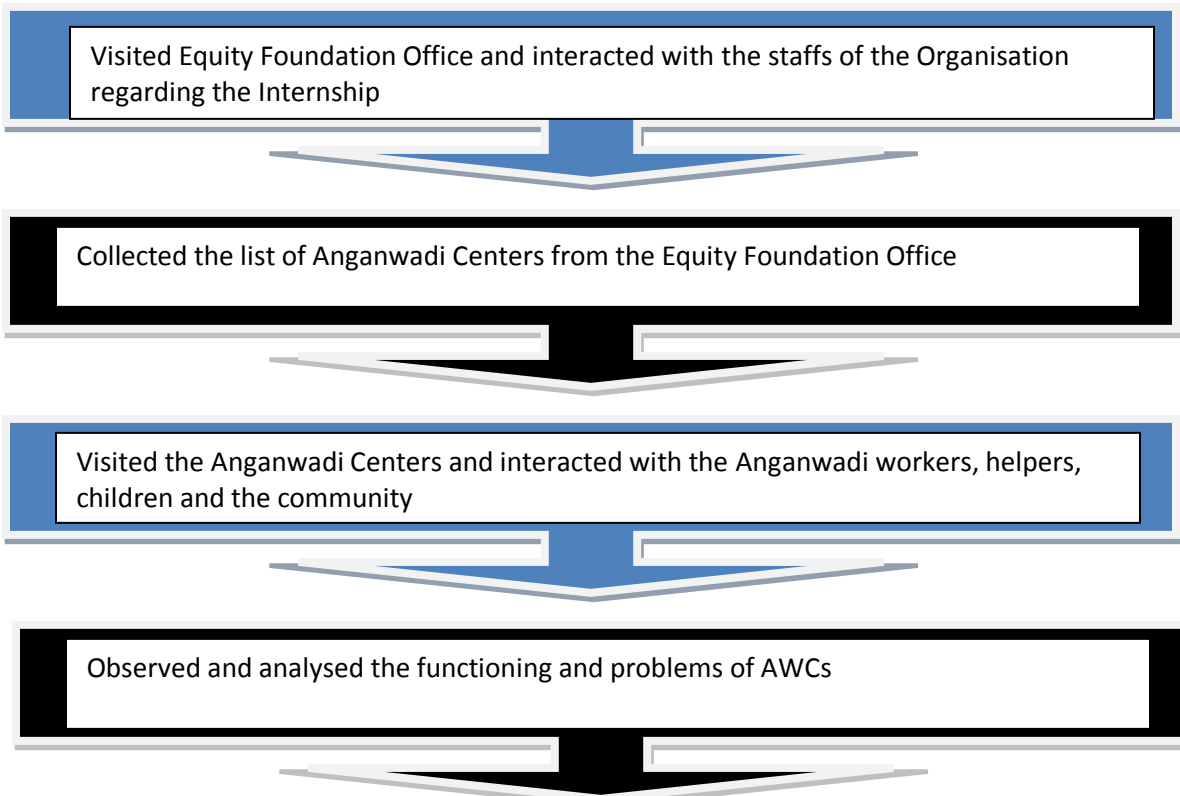 Visited Equity Foundation Office and interacted with the staffs of the Organisation
regarding the Internship
Collected the list of Anganwadi Centers from the Equity Foundation Office
Visited the Anganwadi Centers and interacted with the Anganwadi workers, helpers,
children and the community
Observed and analysed the functioning and problems of AWCs